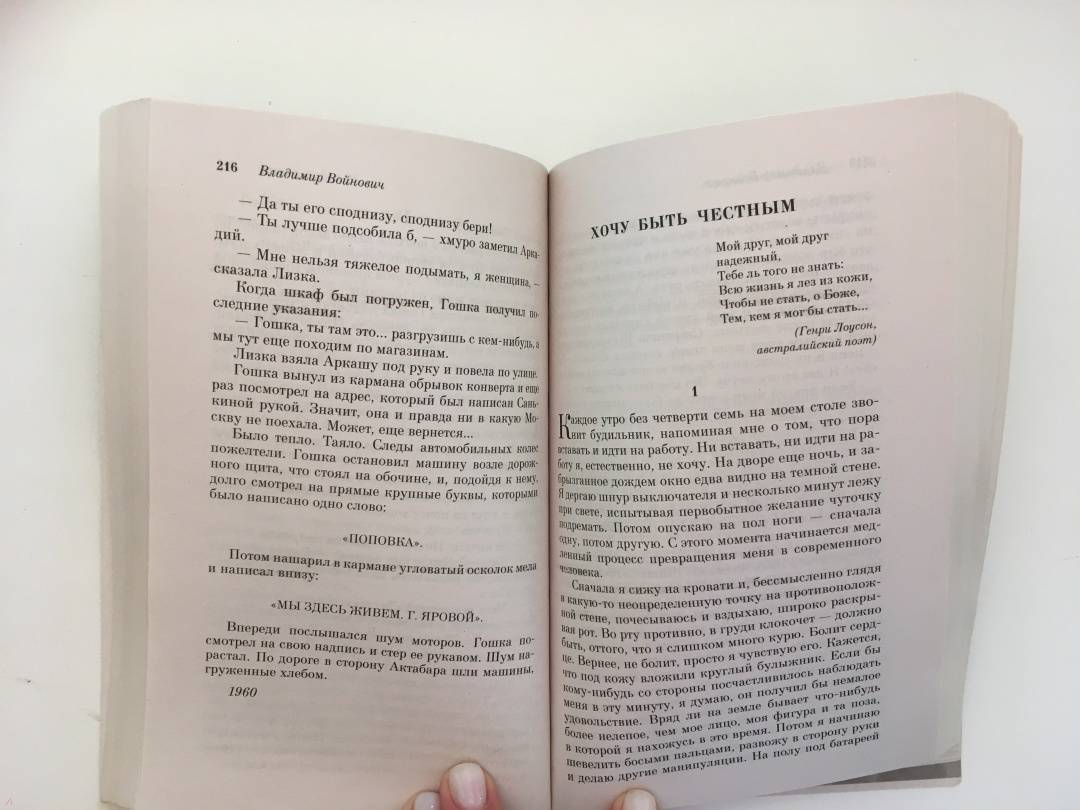 216
Владимир Войнович
— Да ты его споднизу, споднизу бери!
— Ты лучше подсобила б, — хмуро заметил Арка-
дий.
— Мне нельзя тяжелое подымать, я женщина, —
сказала Лизка.
Когда шкаф был погружен, Гошка получил по-
следние указания:
— Гошка, ты там это... разгрузишь с кем-нибудь, а
мы тут еще походим по магазинам.
Лизка взяла Аркашу под руку и повела по улице.
Гошка вынул из кармана обрывок конверта и еще
раз посмотрел на адрес, который был написан Сань-
киной рукой. Значит, она и правда ни в какую Мо-
скву не поехала. Может, еще вернется...
Было тепло. Таяло. Следы автомобильных колес
пожелтели. Гошка остановил машину возле дорож-
ного щита, что стоял на обочине, и, подойдя к нему,
долго смотрел на прямые крупные буквы, которыми
было написано одно слово:
«ПОПОВКА».
Потом нашарил в кармане угловатый осколок мела
и написал внизу:
«МЫ ЗДЕСЬ ЖИВЕМ. Г. ЯРОВОЙ».
Впереди послышался шум моторов. Гошка по-
смотрел на свою надпись и стер ее рукавом. Шум на-
растал. По дороге в сторону Актабара шли машины,
груженные хлебом.
1960
ХОЧУ БЫТЬ ЧЕСТНЫМ
Мой друг, мой друг
надежный,
Тебе ль того не знать:
Всю жизнь я лез из кожи,
Чтобы не стать, о Боже,
Тем, кем я мог бы стать...
(Генри Лоусон,
австралийский поэт)
1
Каждое утро без четверти семь на моем столе зво-
нит будильник, напоминая мне о том, что пора
вставать и идти на работу. Ни вставать, ни идти на ра-
боту я, естественно, не хочу. На дворе еще ночь, и за-
брызганное дождем окно едва видно на темной стене.
Я дергаю шнур выключателя и несколько минут лежу
при свете, испытывая первобытное желание чуточку
подремать. Потом опускаю на пол ноги — сначала
одну, потом другую. С этого момента начинается мед-
ленный процесс превращения меня в современного
человека.
Сначала я сижу на кровати и, бессмысленно глядя
в какую-то неопределенную точку на противополож-
ной стене, почесываюсь и вздыхаю, широко раскры-
вая рот. Во рту противно, в груди клокочет — должно
быть, оттого, что я слишком много курю. Болит серд-
це. Вернее, не болит, просто я чувствую его. Кажется,
что под кожу вложили круглый булыжник. Если бы
кому-нибудь со стороны посчастливилось наблюдать
меня в эту минуту, я думаю, он получил бы немалое
удовольствие. Вряд ли на земле бывает что-нибудь
более нелепое, чем мое лицо, моя фигура и та поза,
в которой я нахожусь в это время. Потом я начинаю
шевелить босыми пальцами, развожу в сторону руки
и делаю другие манипуляции. На полу под батареей